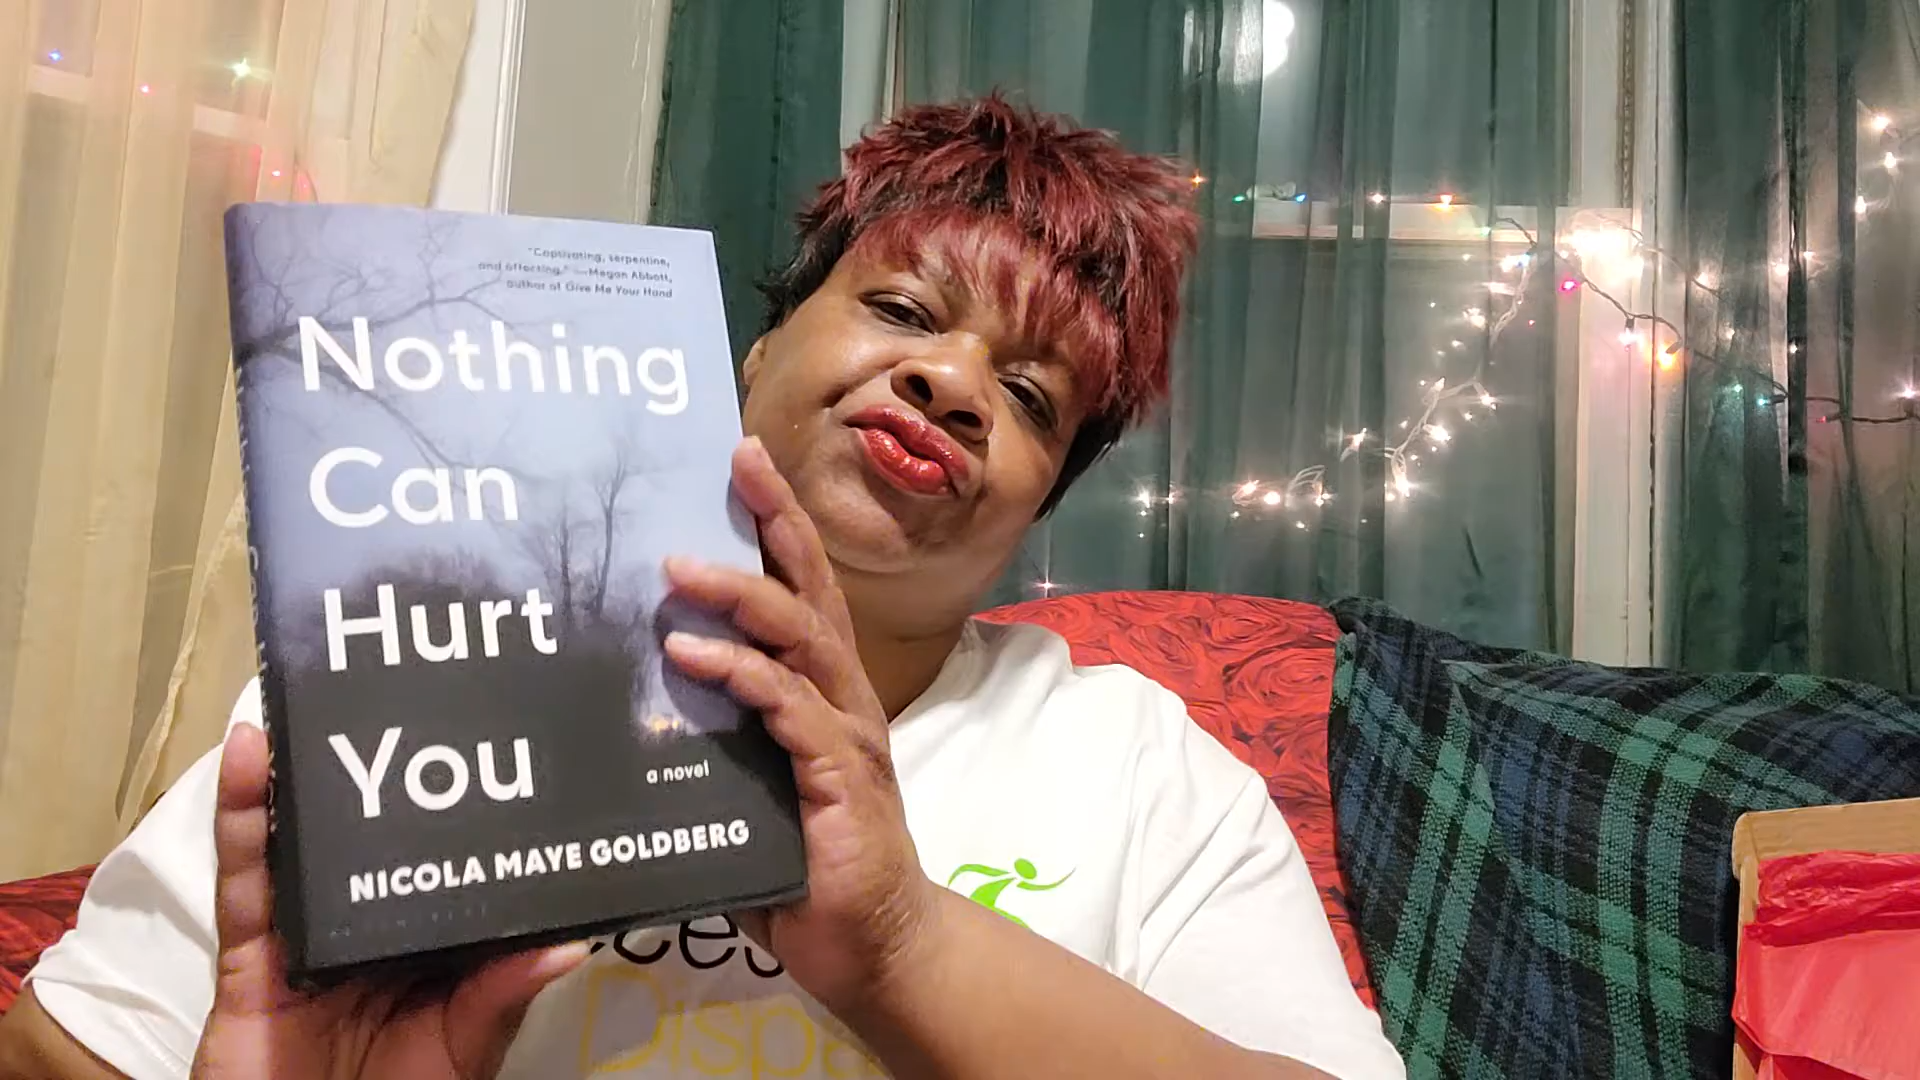 "Captivating, serpentine,
and affecting." —Megan Abbott,
author of Give Me Your Hand
Nothing
Can
Hurt
You
a novel
NICOLA MAYE GOLDBERG